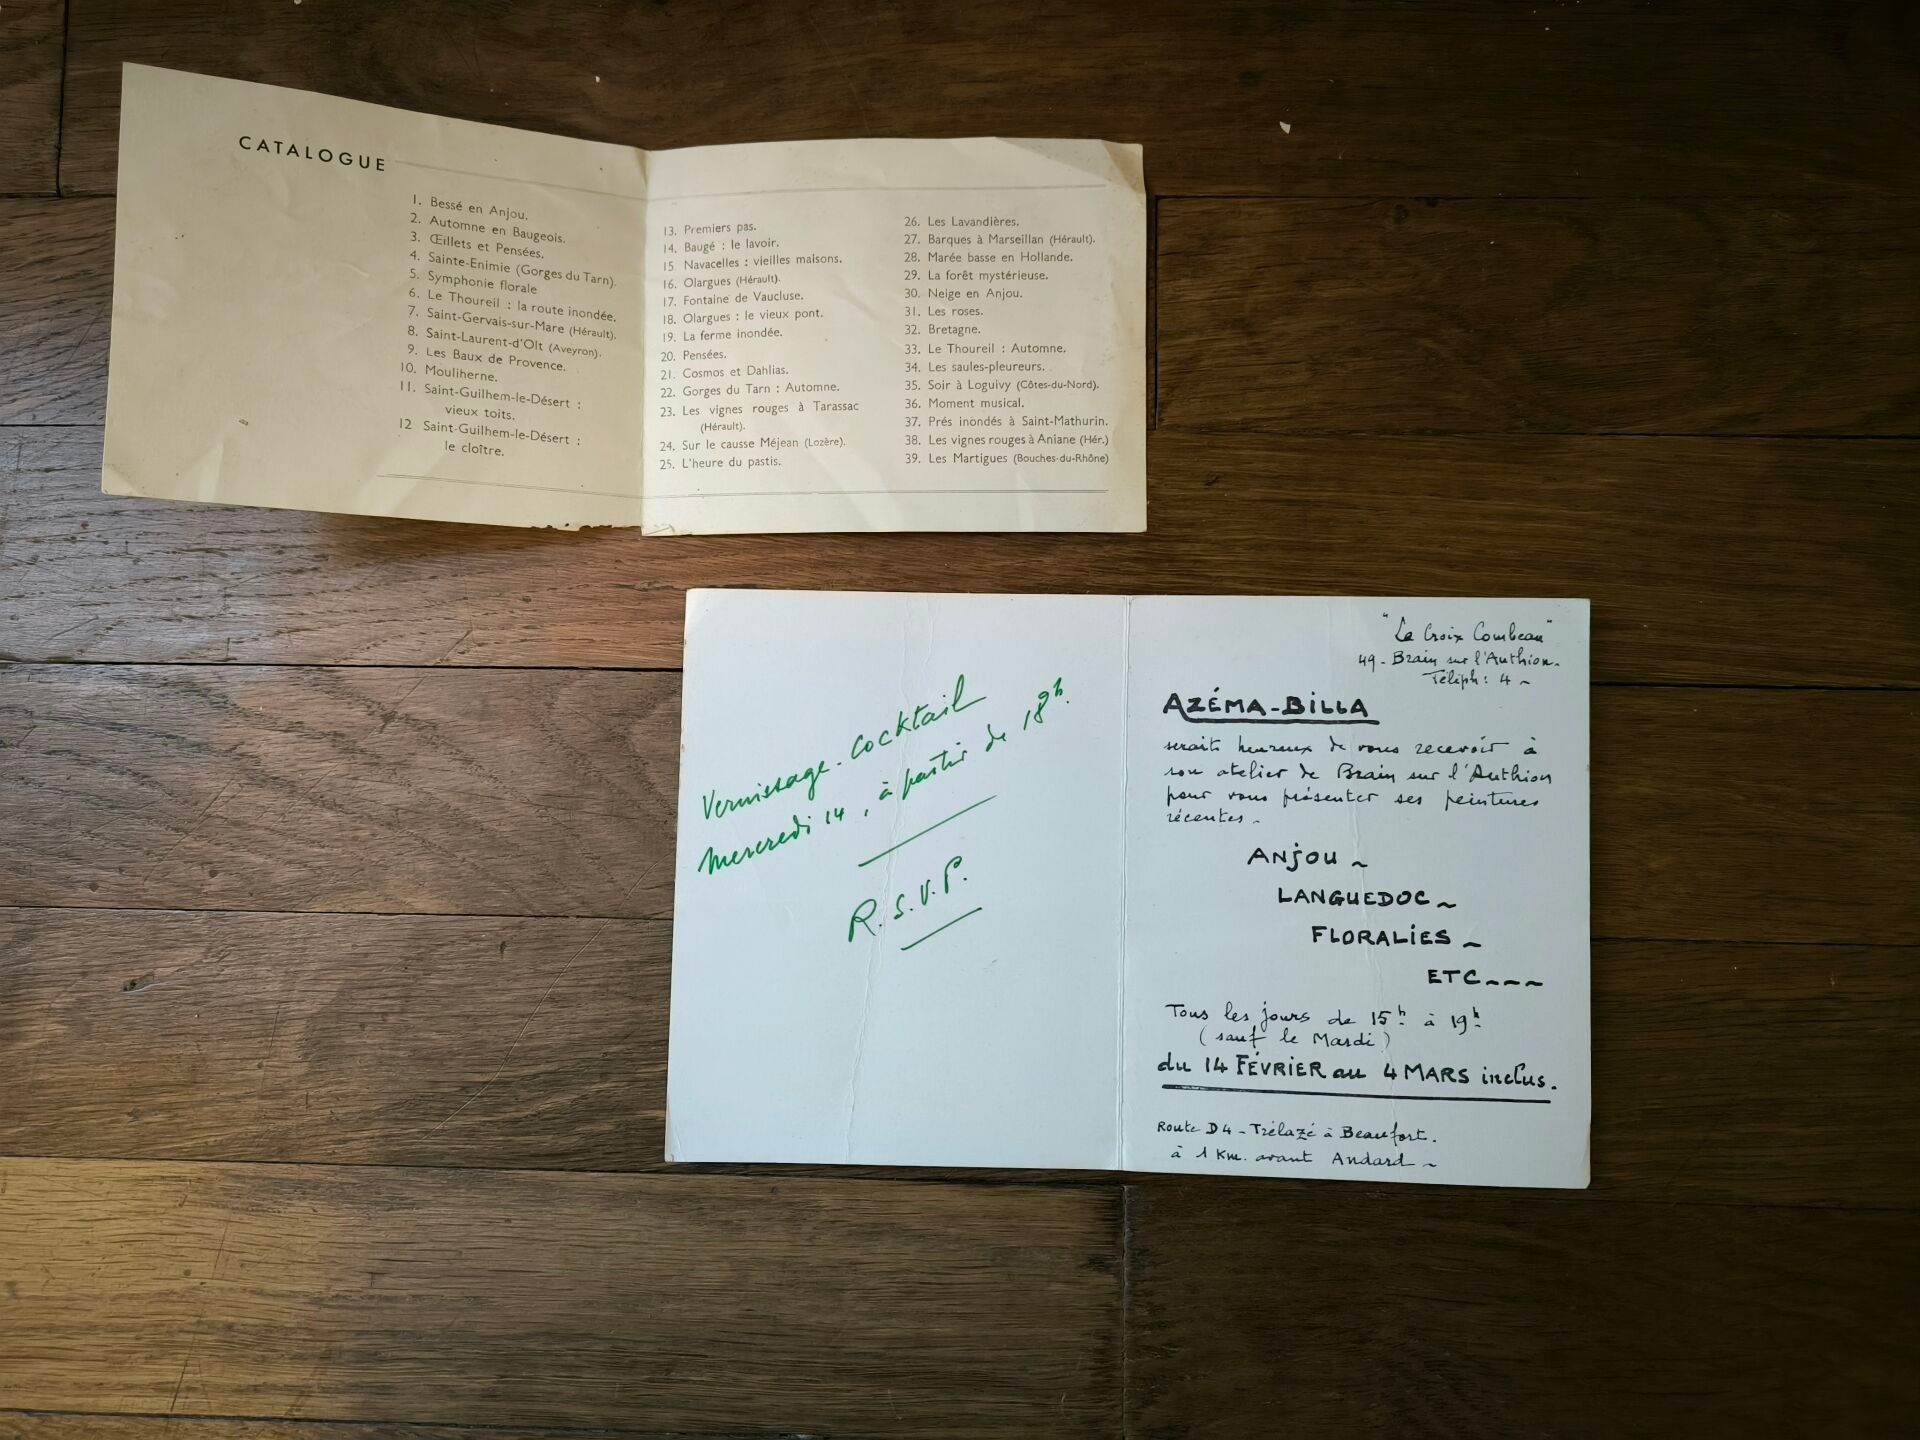 CATALOGUE
1. Bessé en Anjou.
2. Automne en Baugeois.
3. Œillets et Pensées.
4. Sainte-Enimie (Gorges du Tarn).
5. Symphonie florale
6. Le Thoureil : la route inondée.
7. Saint-Gervais-sur-Mare (Hérault).
8. Saint-Laurent-d'Olt (Aveyron).
9. Les Baux de Provence.
10. Mouliherne.
11. Saint-Guilhem-le-Désert :
vieux toits.
12 Saint-Guilhem-le-Désert :
le cloître.
13. Premiers pas.
14. Baugé : le lavoir.
15 Navacelles : vieilles maisons.
16. Olargues (Hérault).
17. Fontaine de Vaucluse.
18. Olargues : le vieux pont.
19. La ferme inondée.
20. Pensées.
21. Cosmos et Dahlias.
22. Gorges du Tarn : Automne.
23. Les vignes rouges à Tarassac
(Hérault).
24. Sur le causse Méjean (Lozère).
25. L'heure du pastis.
26. Les Lavandières.
27. Barques à Marseillan (Hérault).
28. Marée basse en Hollande.
29. La forêt mystérieuse.
30. Neige en Anjou.
31. Les roses.
32. Bretagne.
33. Le Thoureil : Automne.
34. Les saules-pleureurs.
35. Soir à Loguivy (Côtes-du-Nord).
36. Moment musical.
37. Prés inondés à Saint-Mathurin.
38. Les vignes rouges à Aniane (Hér.)
39. Les Martigues (Bouches-du-Rhône)
Vernissage. Cocktail
Mercredi 14, à partir de 18h.
R.S.V.P.
"La Croix Combeau"
49 - Brain sur l'Authion.
Téléph : 4 ~
AZÉMA-BILLA
serait heureux de vous recevoir à
son atelier de Brain sur l'Authion
pour vous présenter ses peintures
récentes.
ANJOU ~
LANGUEDOC ~
FLORALIES ~
ETC ~~~
Tous les jours de 15h à 19h
(sauf le Mardi)
du 14 FÉVRIER au 4 MARS inclus.
Route D4 - Trélazé à Beaufort.
à 1 Km. avant Andard ~